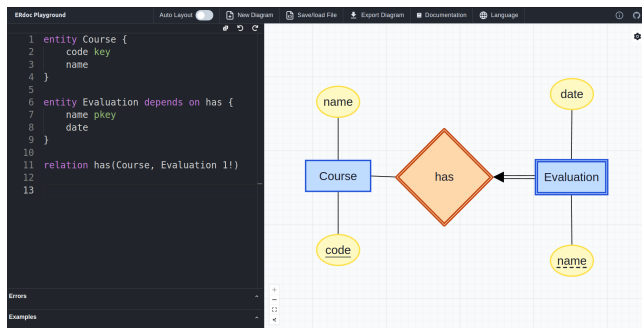 ERdoc Playground
Auto Layout
New Diagram
Save/load File
Export Diagram
Documentation
Language
1 entity Course {
2 code key
3 name
4 }
5
6 entity Evaluation depends on has {
7 name pkey
8 date
9 }
10
11 relation has(Course, Evaluation 1!)
12
13
Errors
Examples
name
date
Course
has
Evaluation
code
name